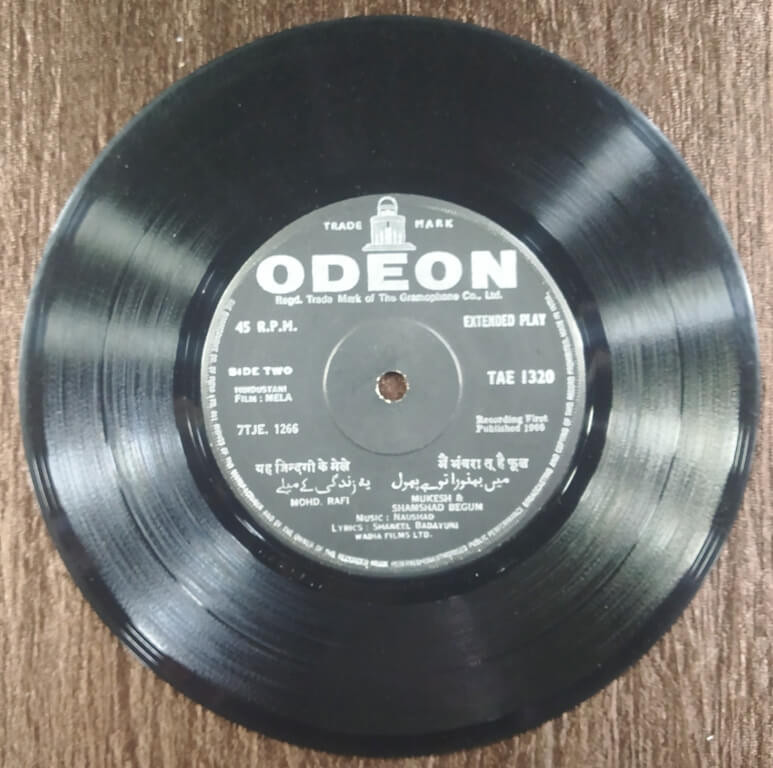 TRADE MARK
ODEON
Regd. Trade Mark of The Gramophone Co., Ltd.
45 R.P.M.
EXTENDED PLAY
SIDE TWO
TAE 1320
HINDUSTANI
FILM : MELA
Recording First
Published 1966
7TJE. 1266
यह जिन्दगी के मेले
मैं भंवरा तू है फूल
یہ زندگی کے میلے
میں بھنورا تو ہے پھول
MOHD. RAFI
MUKESH &
SHAMSHAD BEGUM
MUSIC : NAUSHAD
LYRICS : SHAKEEL BADAYUNI
WADIA FILMS LTD.